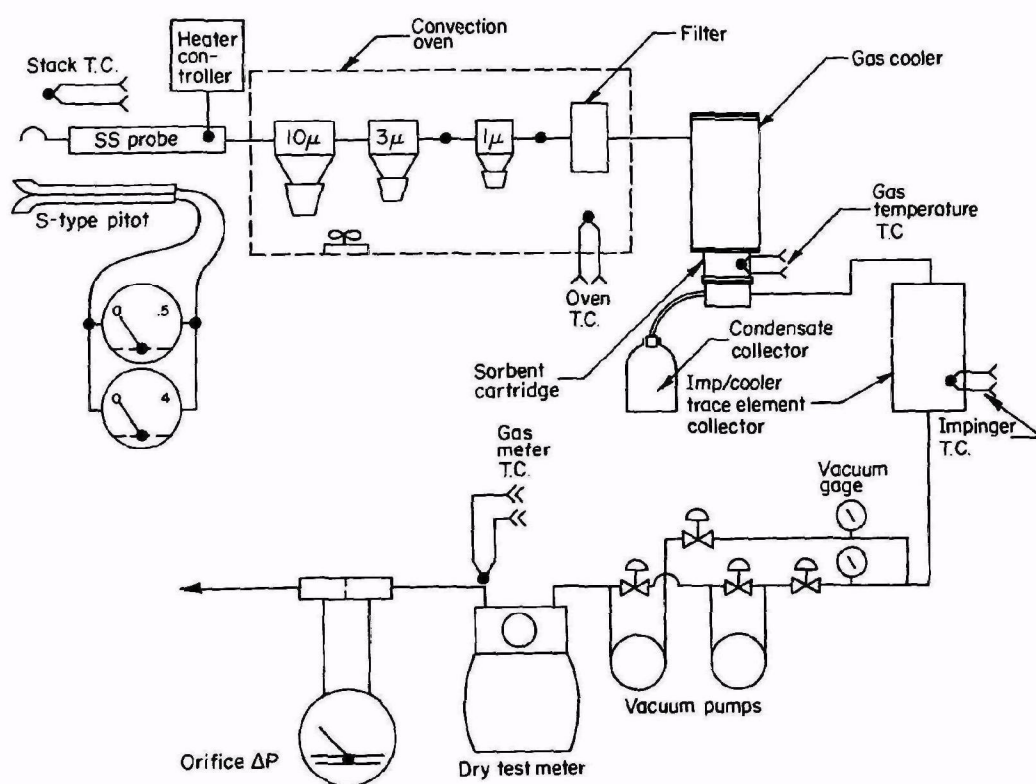 Heater
con-
troller
Convection
oven
Filter
Gas cooler
Stack T.C.
SS probe
10µ
3µ
1µ
S-type pitot
Gas
temperature
T.C
Oven
T.C.
0 .5
0 4
Sorbent
cartridge
Condensate
collector
Imp/cooler
trace element
collector
Impinger
T.C.
Gas
meter
T.C.
Vacuum
gage
Vacuum pumps
Orifice ΔP
Dry test meter